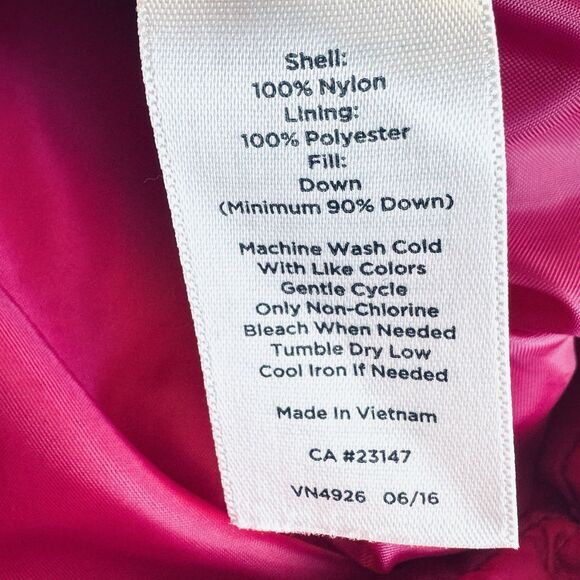 Shell:
100% Nylon
Lining:
100% Polyester
Fill:
Down
(Minimum 90% Down)
Machine Wash Cold
With Like Colors
Gentle Cycle
Only Non-Chlorine
Bleach When Needed
Tumble Dry Low
Cool Iron If Needed
Made In Vietnam
CA #23147
VN4926 06/16